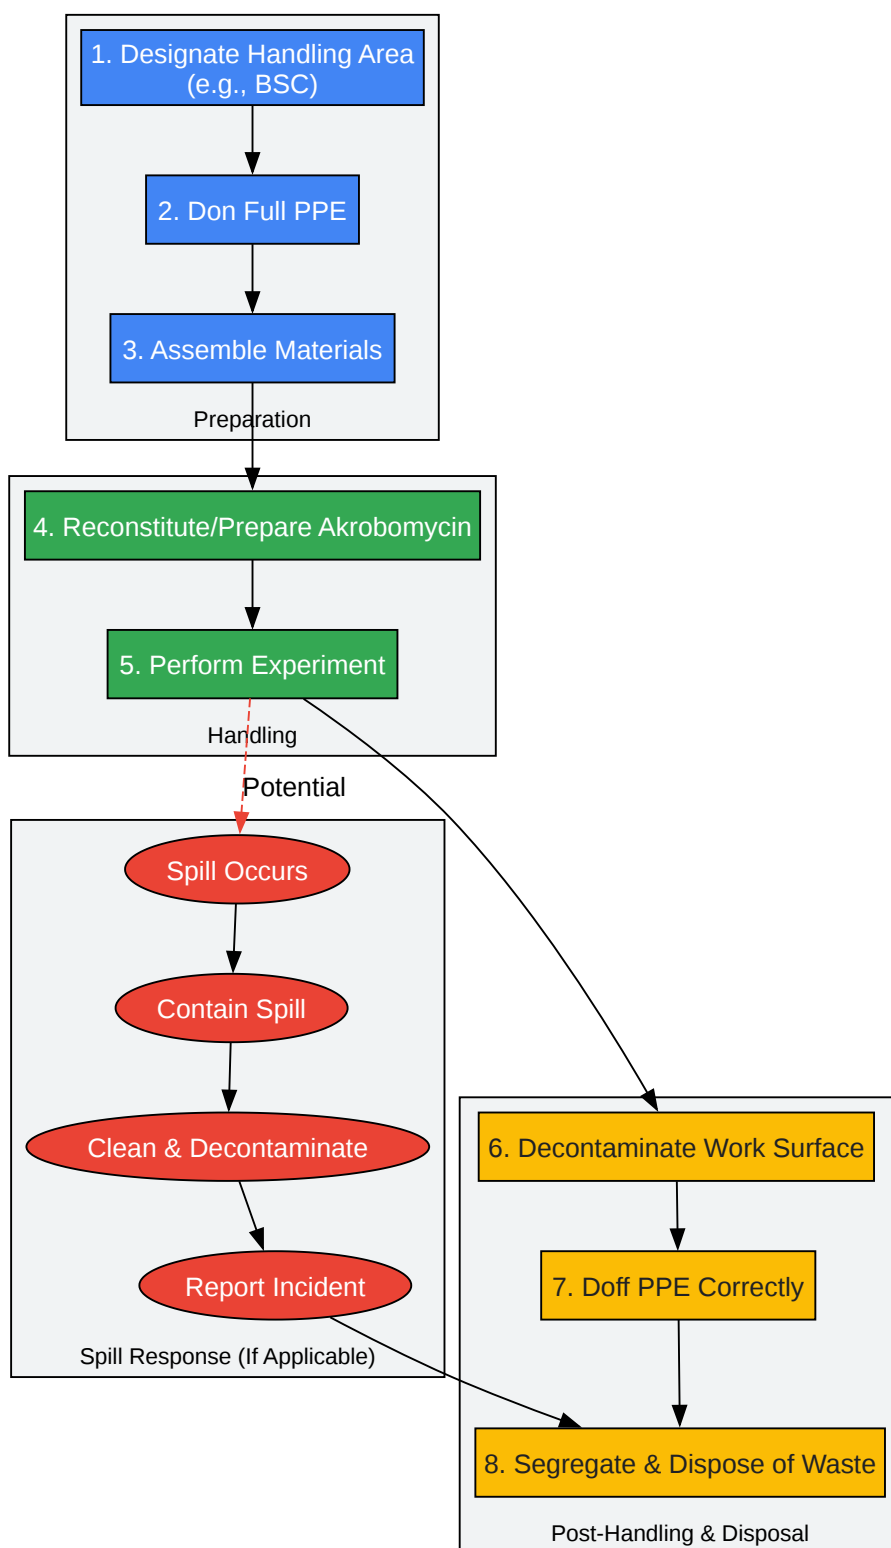 1. Designate Handling Area
(e.g., BSC)
2. Don Full PPE
3. Assemble Materials
Preparation
4. Reconstitute/Prepare Akrobomycin
5. Perform Experiment
Handling
Potential
Spill Occurs
Contain Spill
Clean & Decontaminate
Report Incident
Spill Response (If Applicable)
6. Decontaminate Work Surface
7. Doff PPE Correctly
8. Segregate & Dispose of Waste
Post-Handling & Disposal